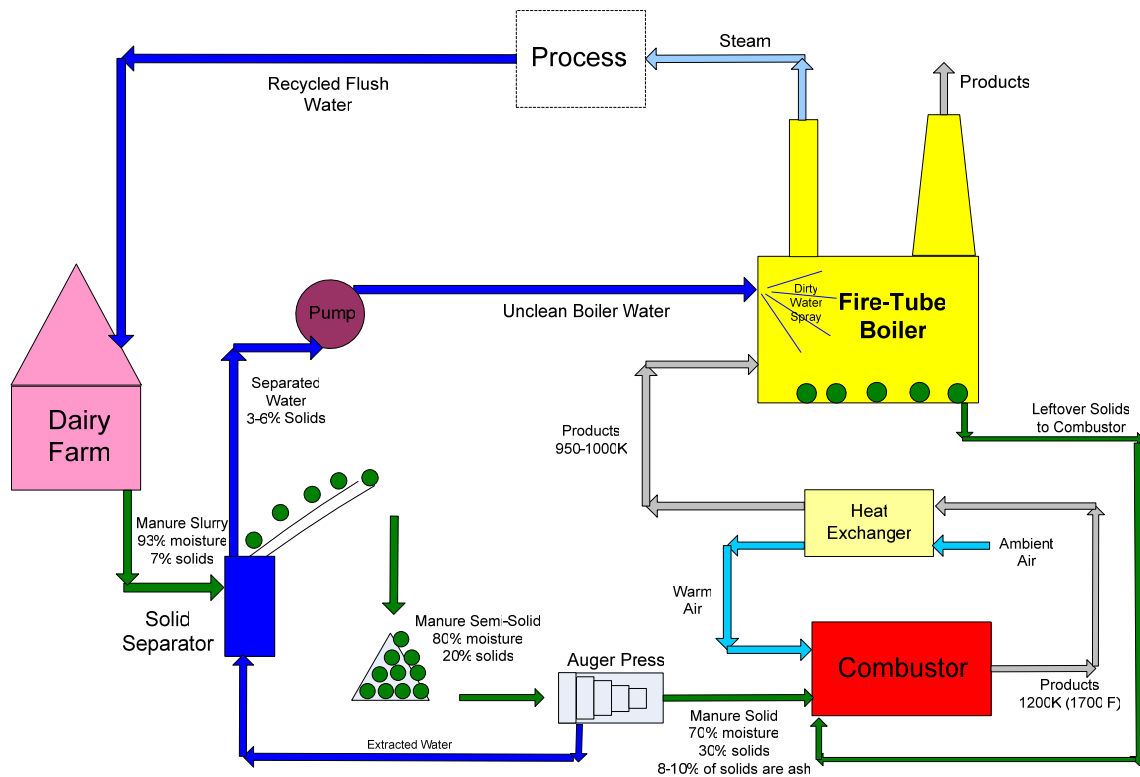 Process
Steam
Products
Recycled Flush
Water
Dirty
Water
Spray
Fire-Tube
Boiler
Pump
Unclean Boiler Water
Separated
Water
3-6% Solids
Dairy
Farm
Products
950-1000K
Leftover Solids
to Combustor
Manure Slurry
93% moisture
7% solids
Heat
Exchanger
Ambient
Air
Solid
Separator
Warm
Air
Manure Semi-Solid
80% moisture
20% solids
Auger Press
Combustor
Products
1200K (1700 F)
Manure Solid
70% moisture
30% solids
8-10% of solids are ash
Extracted Water